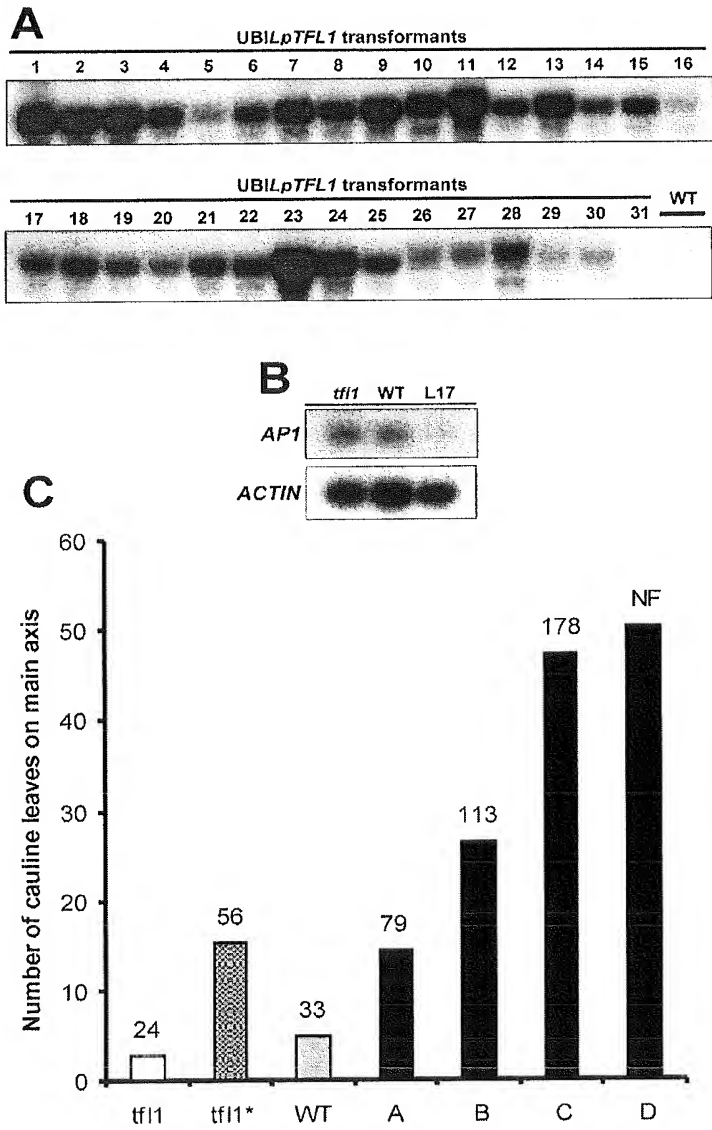 A
UBILpTFL1 transformants
1 2 3 4 5 6 7 8 9 10 11 12 13 14 15 16
UBILpTFL1 transformants
WT
17 18 19 20 21 22 23 24 25 26 27 28 29 30 31
B
tfl1 WT L17
AP1
ACTIN
C
Number of cauline leaves on main axis
60
50
40
30
20
10
0
24
56
33
79
113
178
NF
tfl1 tfl1* WT A B C D